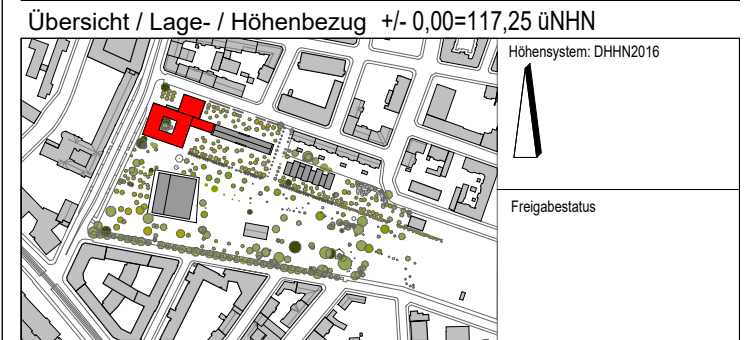 Übersicht / Lage- / Höhenbezug +/- 0,00=117,25 üNHN
Höhensystem: DHHN2016
Freigabestatus